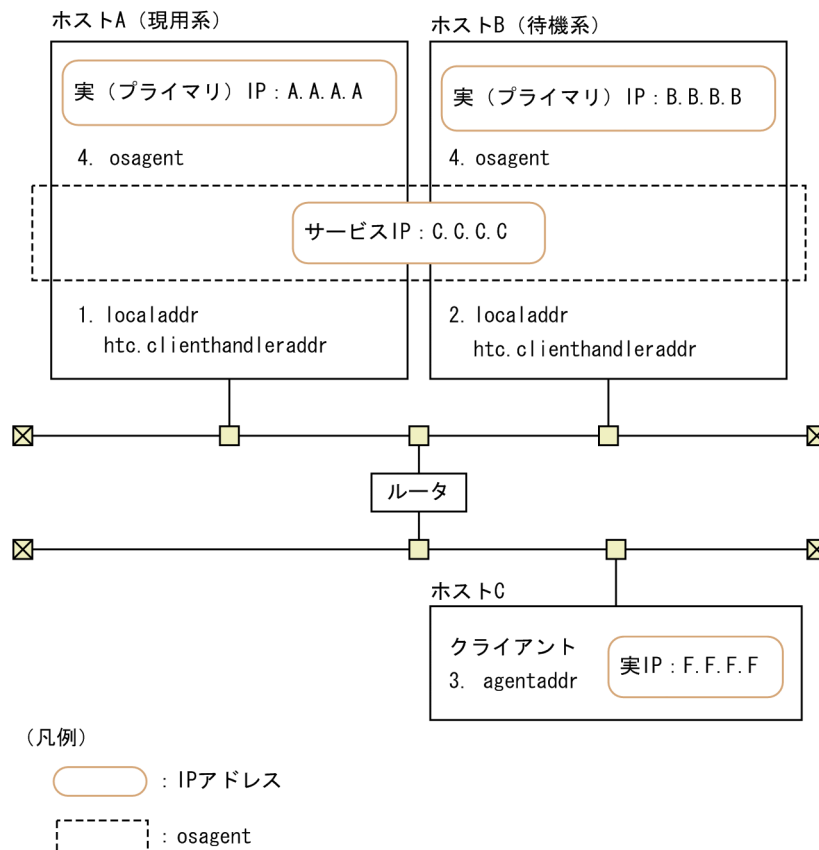 ホストA（現用系）
実（プライマリ）IP：A.A.A.A
4. osagent
ホストB（待機系）
実（プライマリ）IP：B.B.B.B
4. osagent
サービスIP：C.C.C.C
1. localaddr
htc.clienthandleraddr
2. localaddr
htc.clienthandleraddr
ルータ
ホストC
クライアント
3. agentaddr
実IP：F.F.F.F
（凡例）
：IPアドレス
：osagent